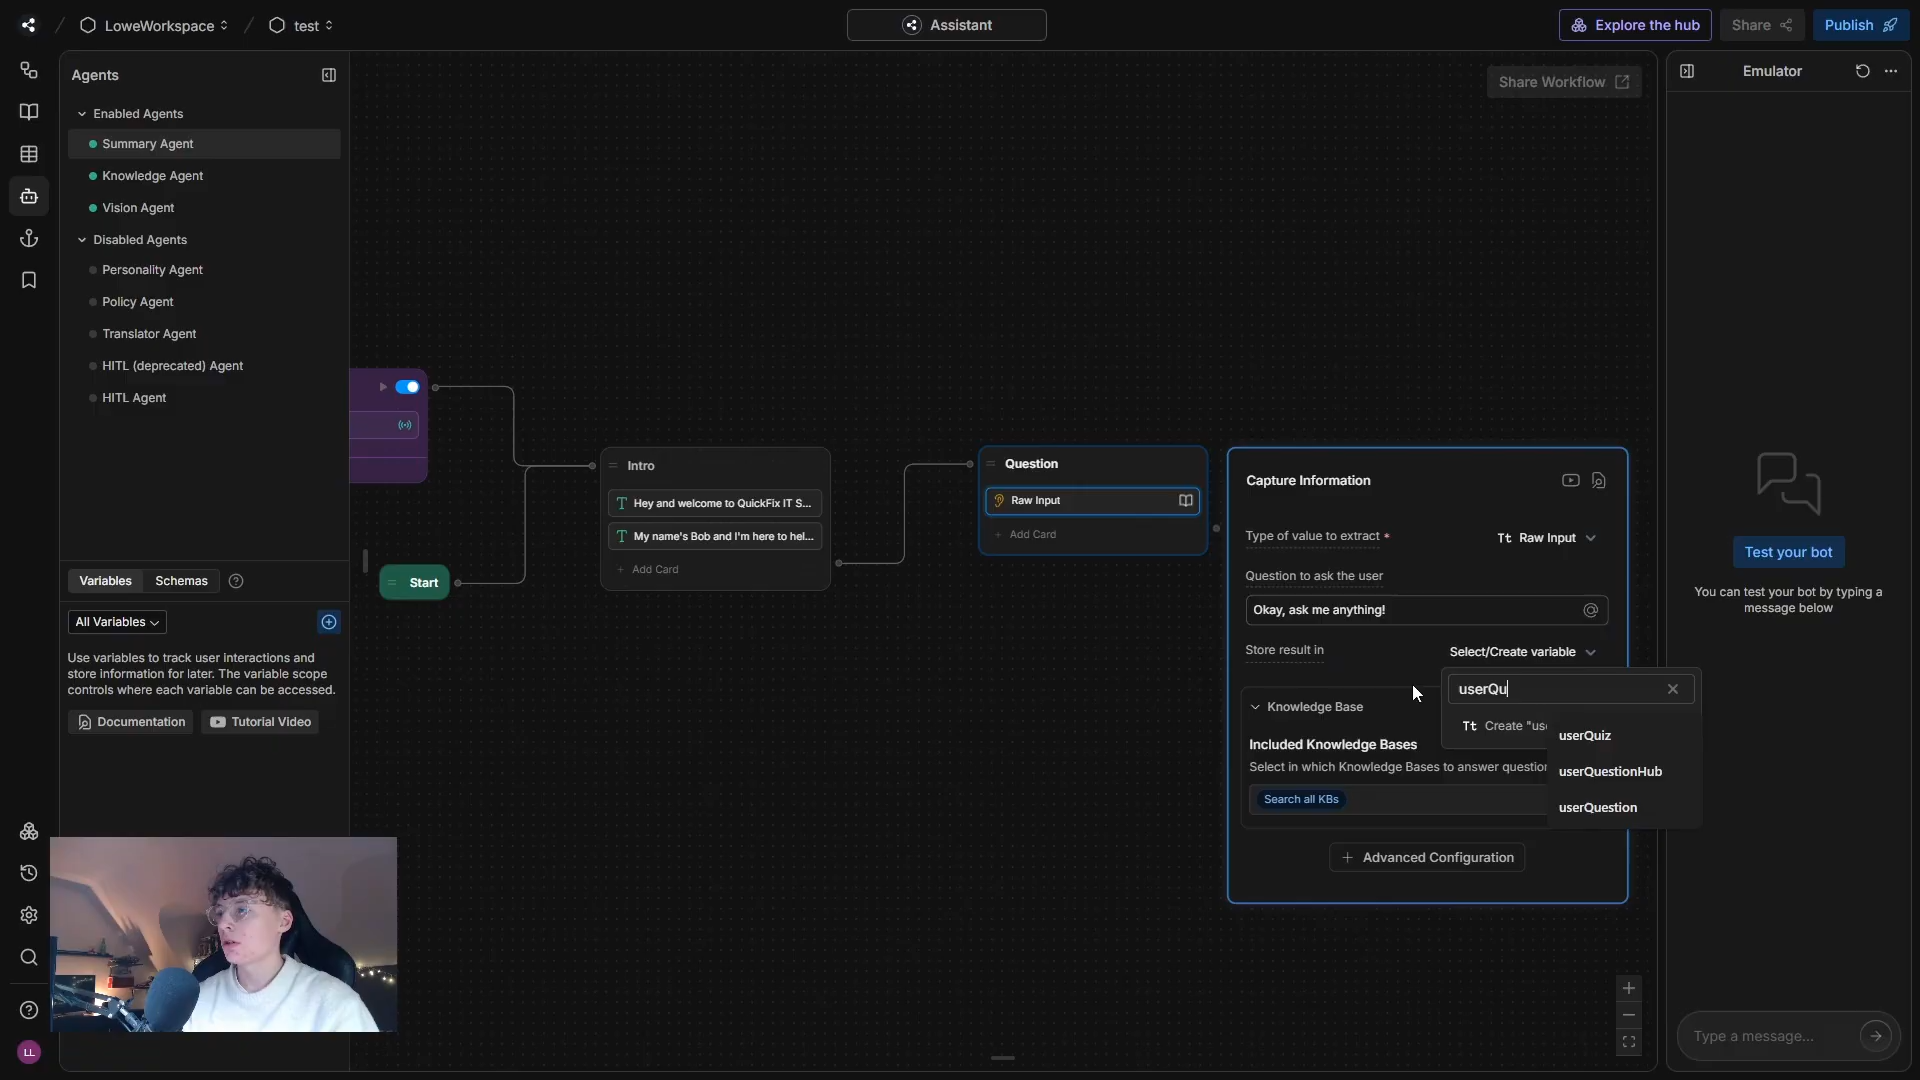 LoweWorkspace
test
Assistant
Explore the hub
Share
Publish
Agents
Enabled Agents
Summary Agent
Knowledge Agent
Vision Agent
Disabled Agents
Personality Agent
Policy Agent
Translator Agent
HITL (deprecated) Agent
HITL Agent
Variables
Schemas
All Variables
Use variables to track user interactions and
store information for later. The variable scope
controls where each variable can be accessed.
Documentation
Tutorial Video
LL
Share Workflow
Start
Intro
T Hey and welcome to QuickFix IT S...
T My name's Bob and I'm here to hel...
+ Add Card
Question
Raw Input
+ Add Card
Capture Information
Type of value to extract *
Tt Raw Input
Question to ask the user
Okay, ask me anything!
Store result in
Select/Create variable
userQu
Tt Create "use
userQuiz
userQuestionHub
userQuestion
Knowledge Base
Included Knowledge Bases
Select in which Knowledge Bases to answer question
Search all KBs
+ Advanced Configuration
Emulator
Test your bot
You can test your bot by typing a
message below
Type a message...